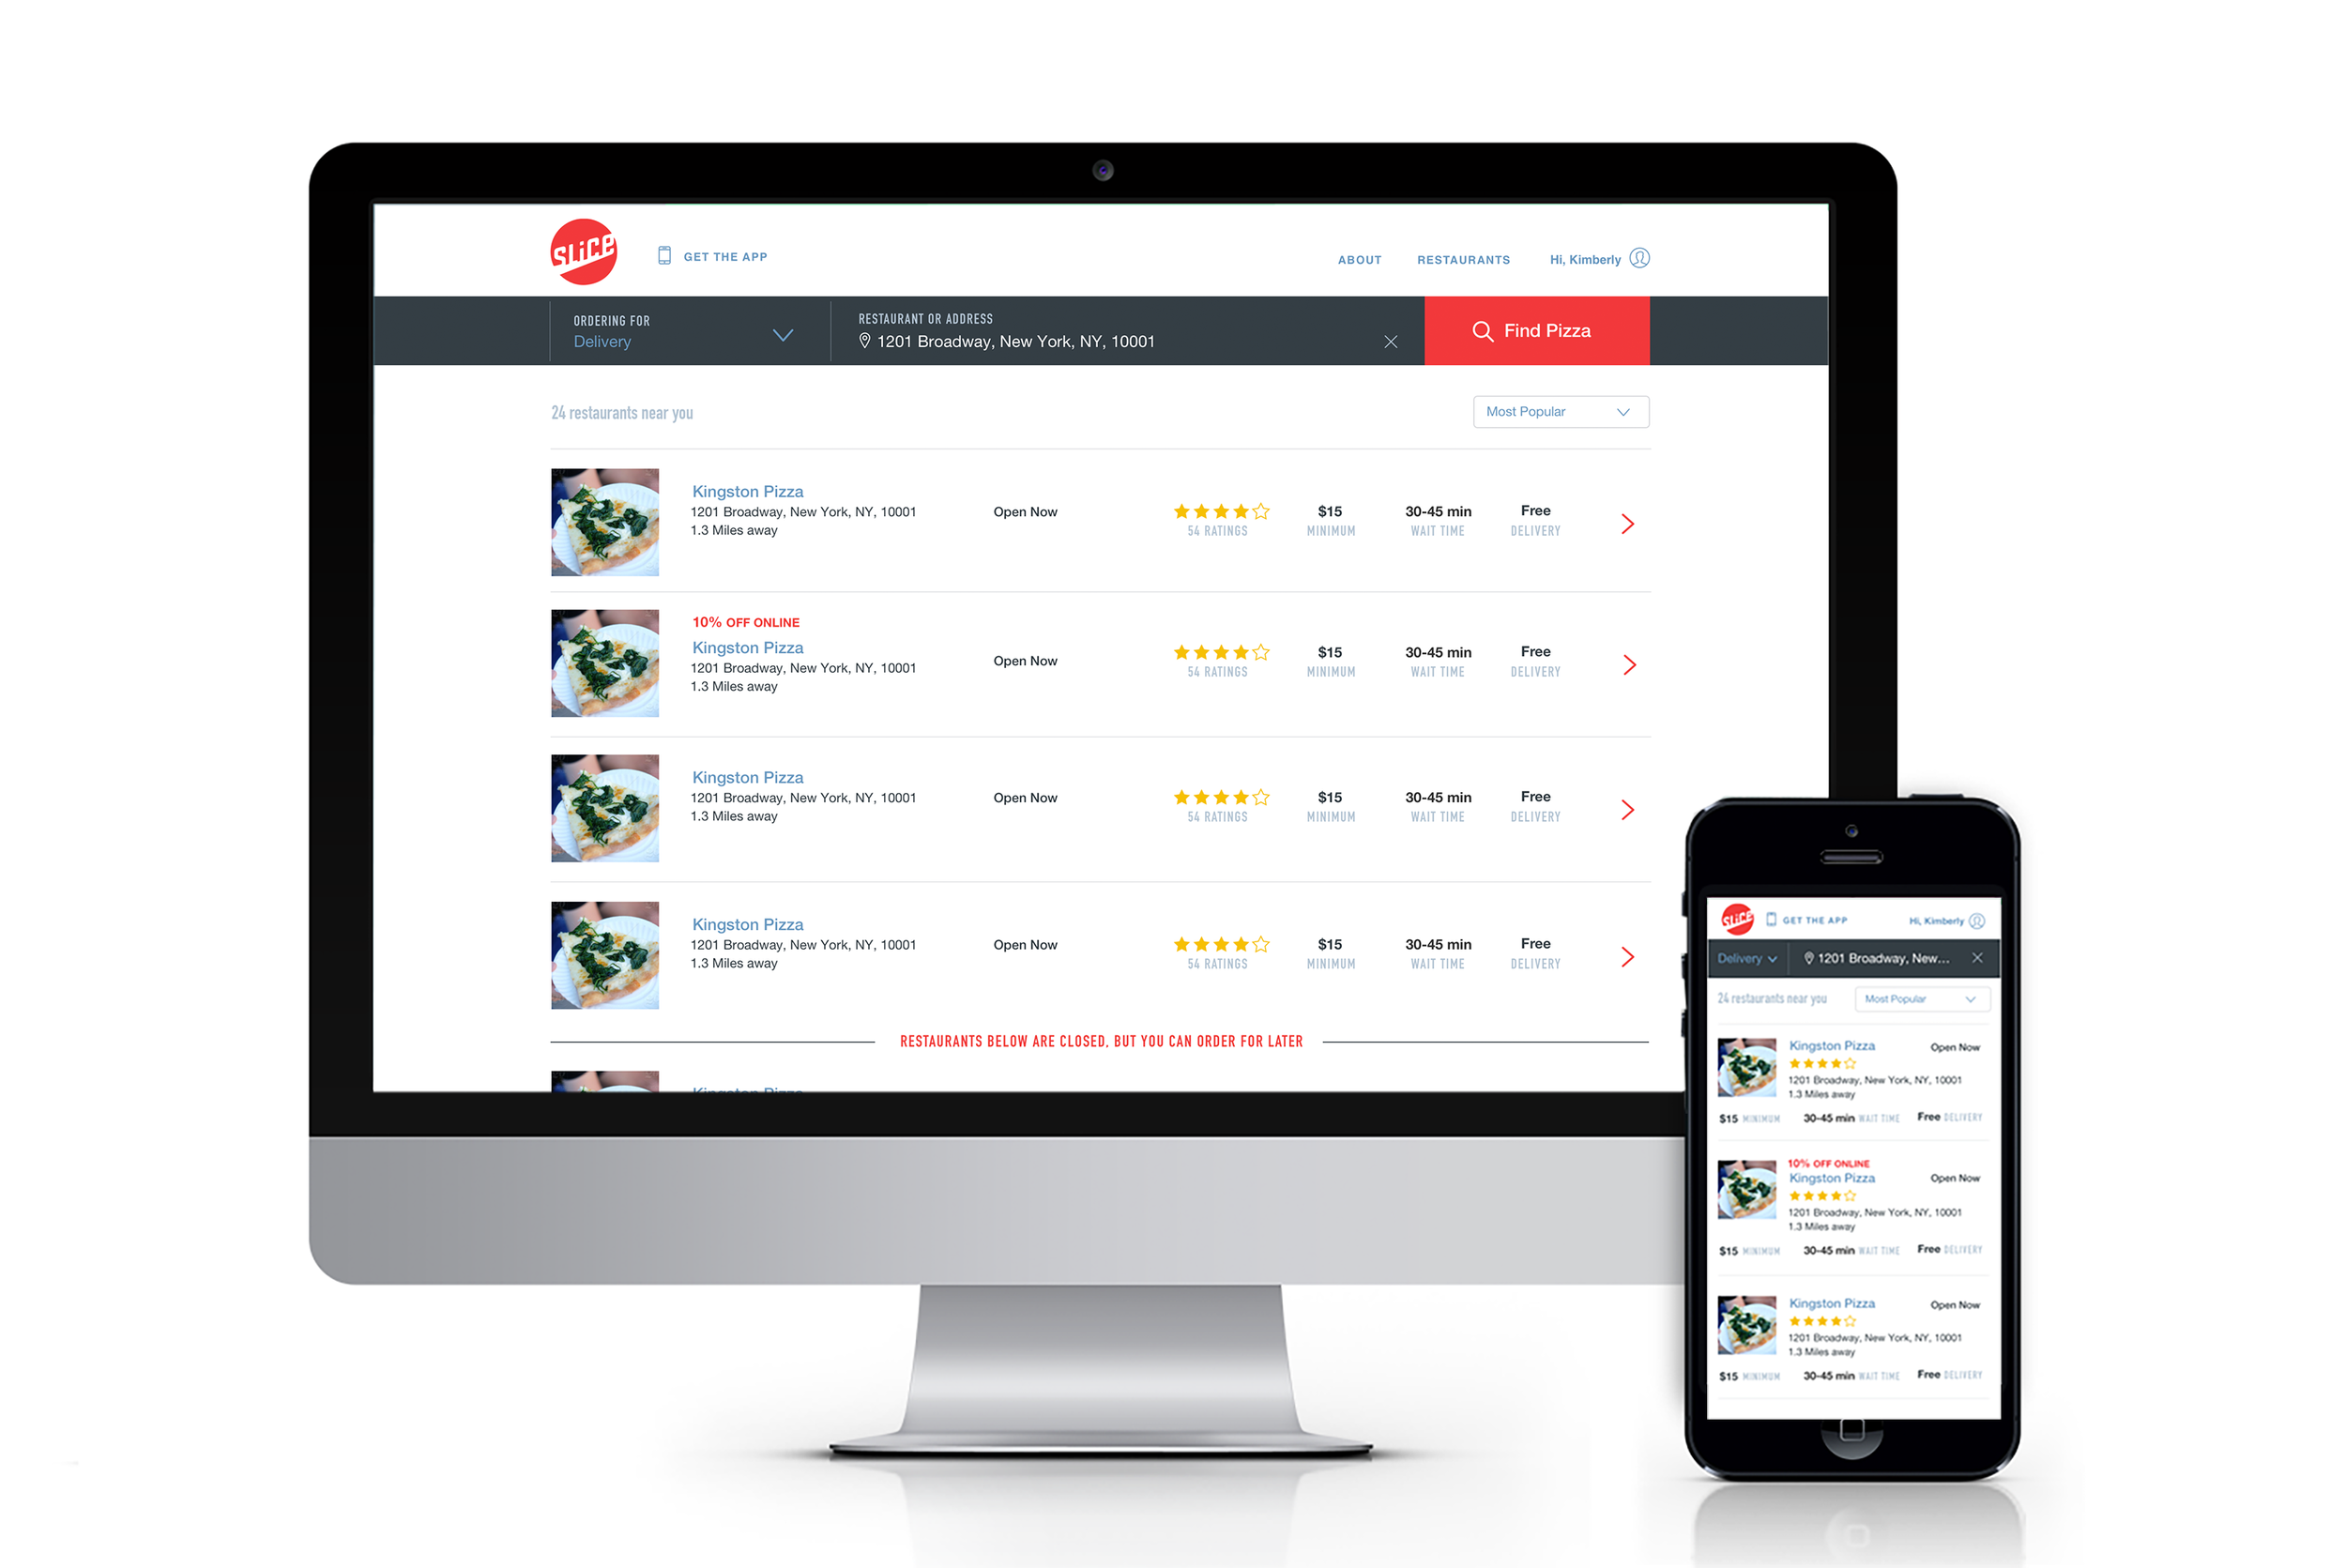 SLiCE
GET THE APP
ABOUT
RESTAURANTS
Hi, Kimberly
ORDERING FOR
Delivery
RESTAURANT OR ADDRESS
1201 Broadway, New York, NY, 10001
Find Pizza
24 restaurants near you
Most Popular
Kingston Pizza
1201 Broadway, New York, NY, 10001
1.3 Miles away
Open Now
54 RATINGS
$15
MINIMUM
30-45 min
WAIT TIME
Free
DELIVERY
10% OFF ONLINE
Kingston Pizza
1201 Broadway, New York, NY, 10001
1.3 Miles away
Open Now
54 RATINGS
$15
MINIMUM
30-45 min
WAIT TIME
Free
DELIVERY
Kingston Pizza
1201 Broadway, New York, NY, 10001
1.3 Miles away
Open Now
54 RATINGS
$15
MINIMUM
30-45 min
WAIT TIME
Free
DELIVERY
Kingston Pizza
1201 Broadway, New York, NY, 10001
1.3 Miles away
Open Now
54 RATINGS
$15
MINIMUM
30-45 min
WAIT TIME
Free
DELIVERY
RESTAURANTS BELOW ARE CLOSED, BUT YOU CAN ORDER FOR LATER
Kingston Pizza
SLiCE
GET THE APP
Hi, Kimberly
Delivery
1201 Broadway, New...
24 restaurants near you
Most Popular
Kingston Pizza
Open Now
1201 Broadway, New York, NY, 10001
1.3 Miles away
$15 MINIMUM
30-45 min WAIT TIME
Free DELIVERY
10% OFF ONLINE
Kingston Pizza
Open Now
1201 Broadway, New York, NY, 10001
1.3 Miles away
$15 MINIMUM
30-45 min WAIT TIME
Free DELIVERY
Kingston Pizza
Open Now
1201 Broadway, New York, NY, 10001
1.3 Miles away
$15 MINIMUM
30-45 min WAIT TIME
Free DELIVERY